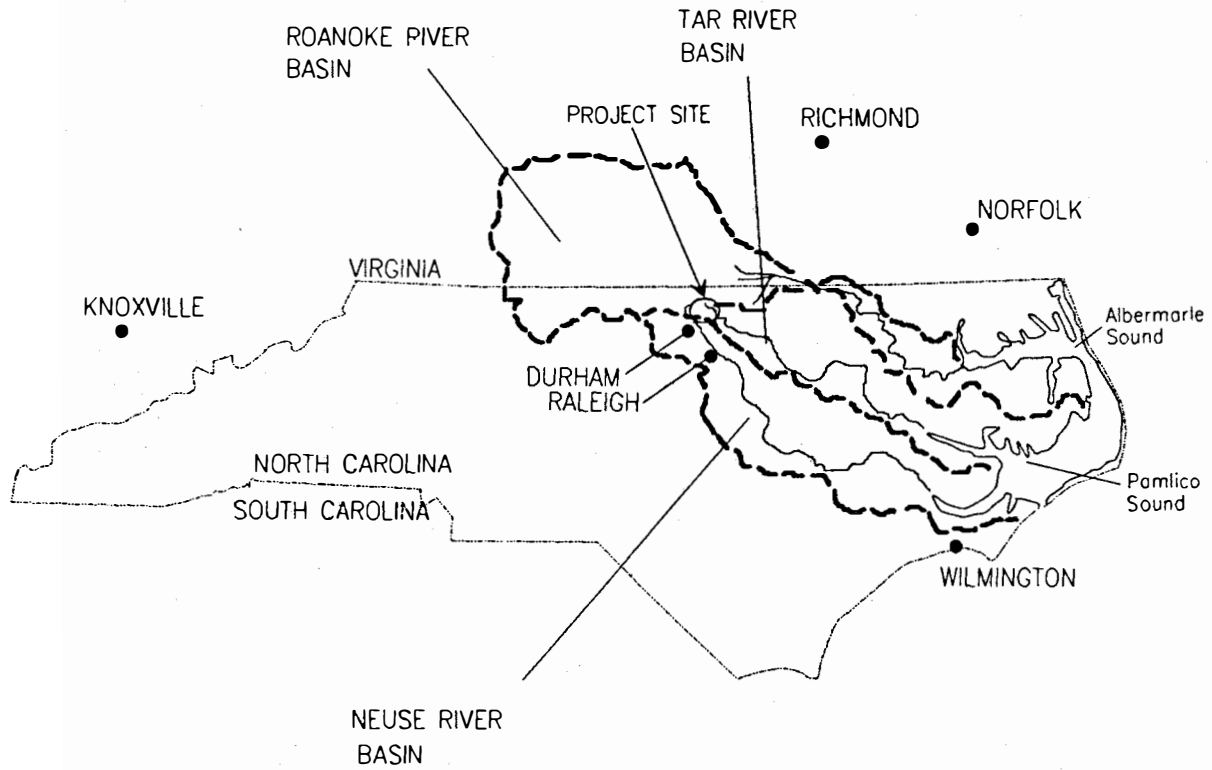 ROANOKE PIVER
BASIN
TAR RIVER
BASIN
PROJECT SITE
RICHMOND
NORFOLK
VIRGINIA
KNOXVILLE
Albermarle
Sound
DURHAM
RALEIGH
NORTH CAROLINA
SOUTH CAROLINA
Pamlico
Sound
WILMINGTON
NEUSE RIVER
BASIN